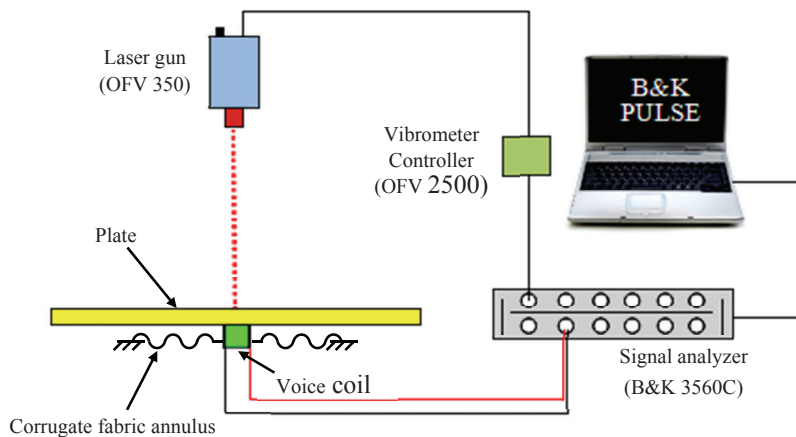 Laser gun
(OFV 350)
B&K
PULSE
Vibrometer
Controller
(OFV 2500)
Plate
Voice coil
Signal analyzer
(B&K 3560C)
Corrugate fabric annulus